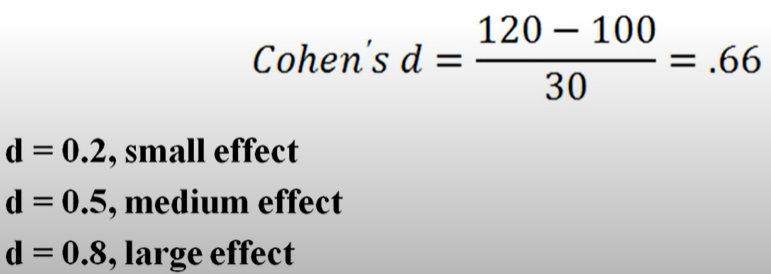 Cohen's d = 120 − 100 / 30 = .66
d = 0.2, small effect
d = 0.5, medium effect
d = 0.8, large effect